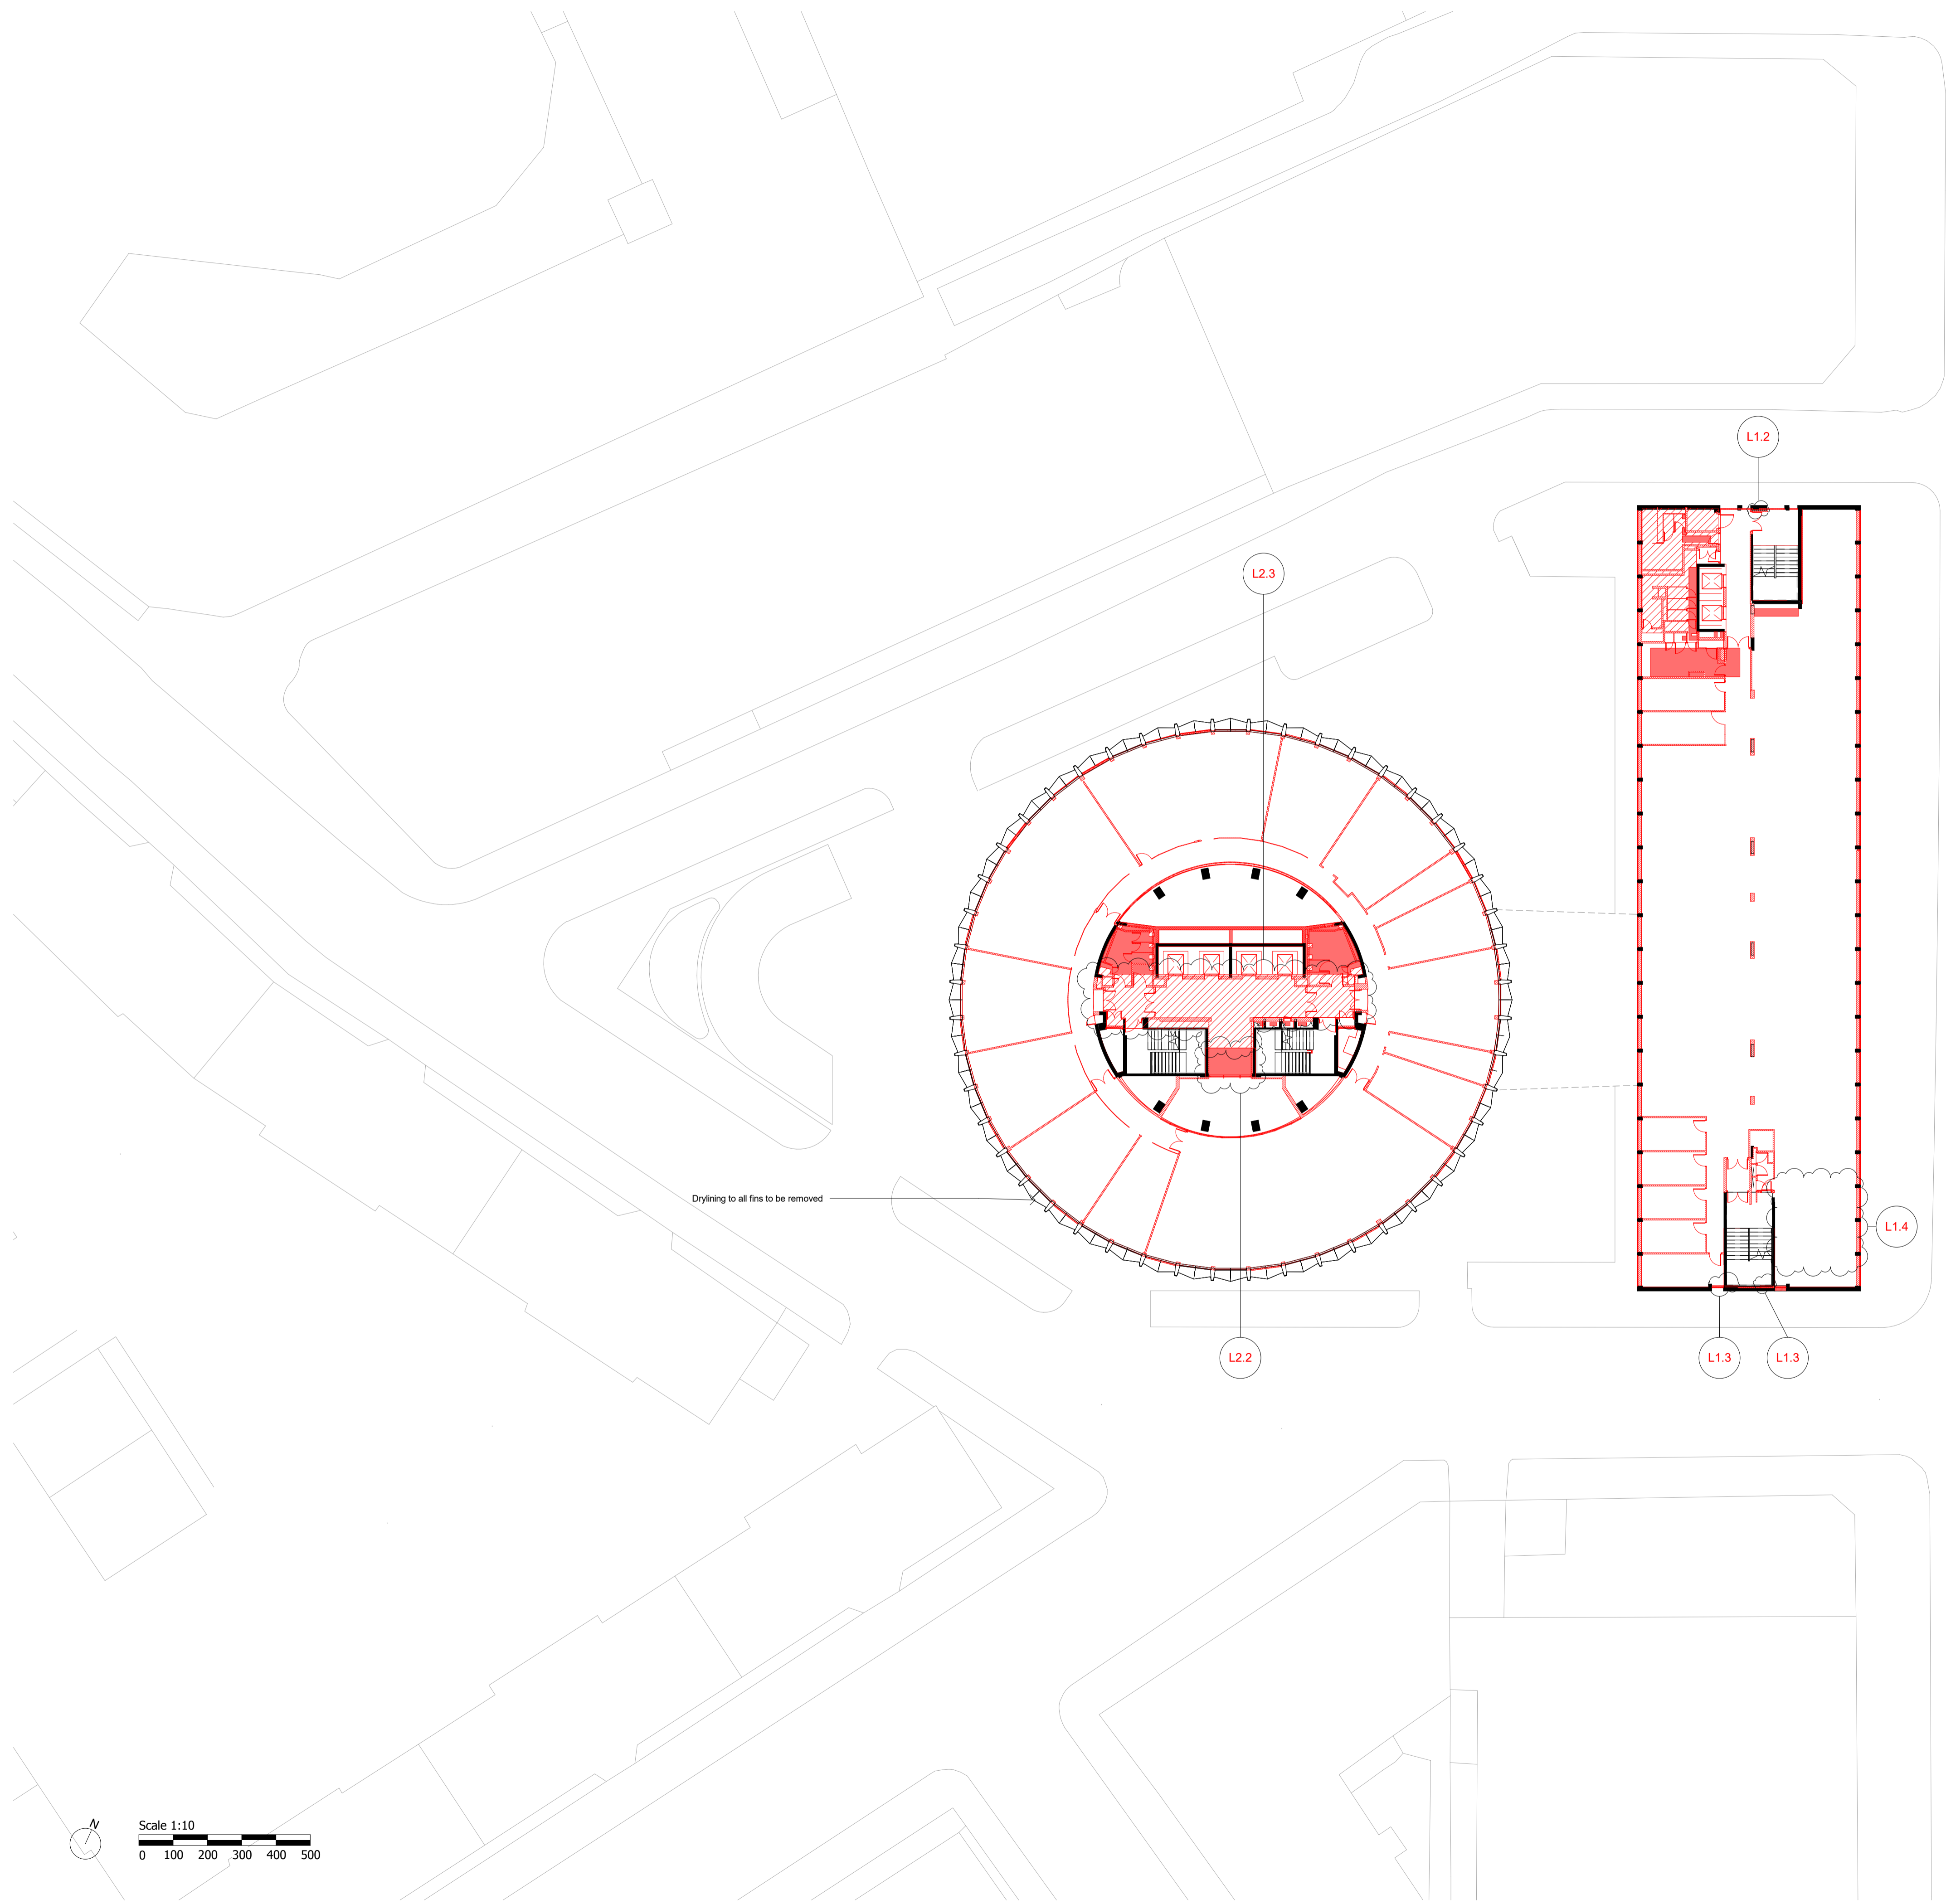 L1.2
L2.3
Drylining to all fins to be removed
L1.4
L2.2
L1.3
L1.3
N
Scale 1:10
0 100 200 300 400 500